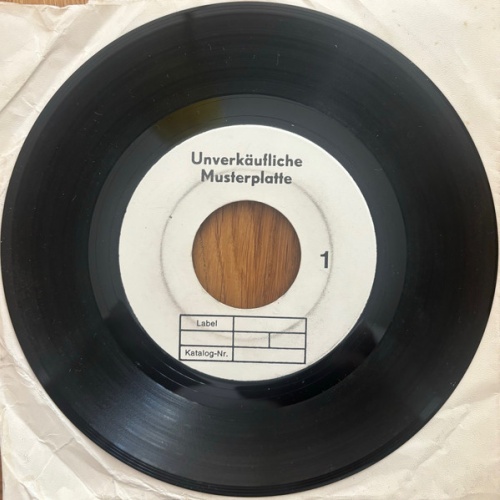 Unverkäufliche
Musterplatte
1
Label
Katalog-Nr.